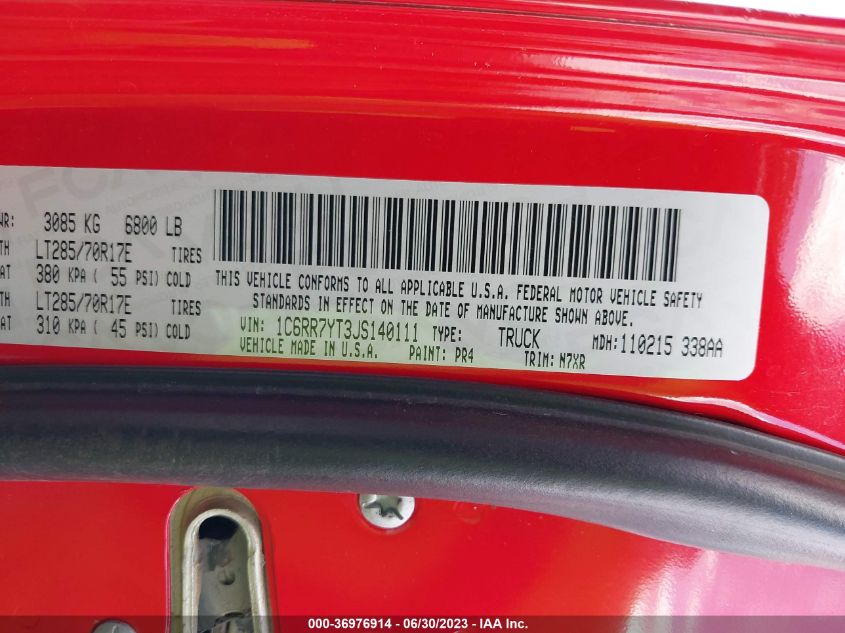 WR: 3085 KG 6800 LB
TH LT285/70R17E TIRES
AT 380 KPA ( 55 PSI) COLD
TH LT285/70R17E TIRES
AT 310 KPA ( 45 PSI) COLD
THIS VEHICLE CONFORMS TO ALL APPLICABLE U.S.A. FEDERAL MOTOR VEHICLE SAFETY
STANDARDS IN EFFECT ON THE DATE OF MANUFACTURE SHOWN ABOVE.
VIN: 1C6RR7YT3JS140111 TYPE: TRUCK MDH:110215 338AA
VEHICLE MADE IN U.S.A. PAINT: PR4 TRIM: N7XR
000-36976914 / 06/30/2023 - © IAA Inc.